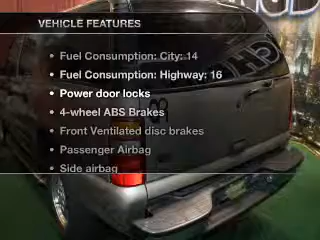 VEHICLE FEATURES
• Fuel Consumption: City: 14
• Fuel Consumption: Highway: 16
• Power door locks
• 4-wheel ABS Brakes
• Front Ventilated disc brakes
• Passenger Airbag
• Side airbag